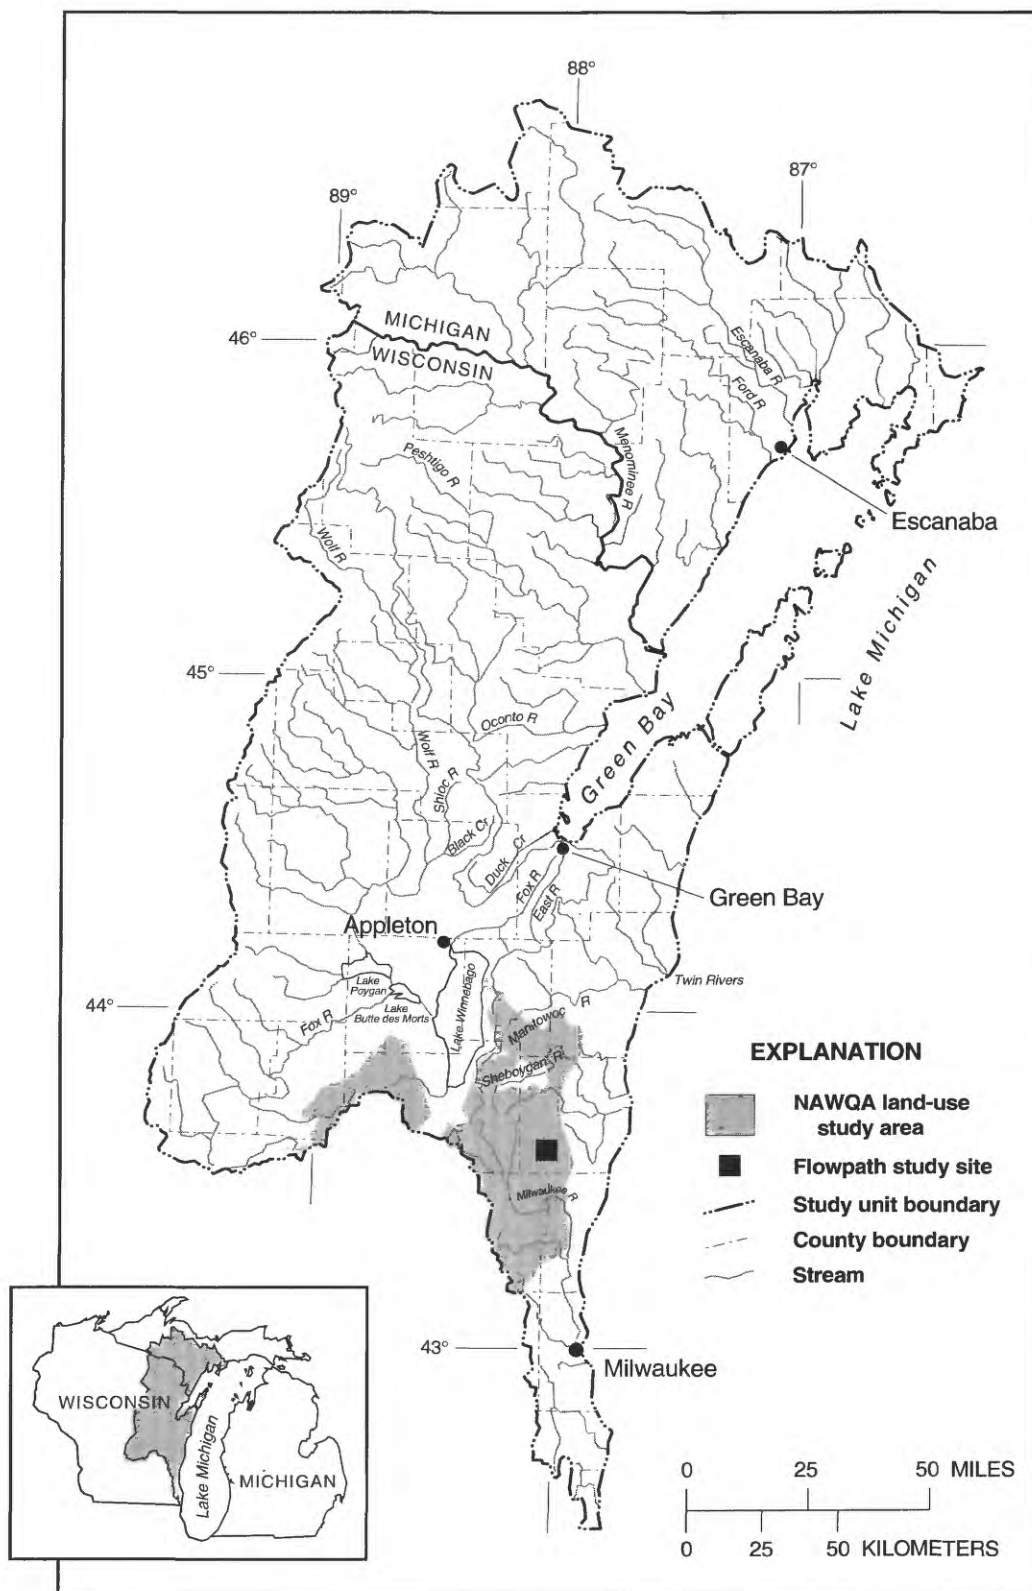 88°
87°
89°
46°
MICHIGAN
WISCONSIN
Escanaba R
Ford R
Menominee R
Peshtigo R
Escanaba
Wolf R
Lake Michigan
45°
Oconto R
Green Bay
Wolf R
Shioc R
Black Cr
Duck Cr
Fox R
East R
Green Bay
Appleton
Twin Rivers
Lake
Poygan
Lake
Butte des Morts
Lake Winnebago
44°
Fox R
Manitowoc R
Sheboygan R
EXPLANATION
NAWQA land-use
study area
Flowpath study site
Study unit boundary
County boundary
Stream
Milwaukee R
43°
Milwaukee
WISCONSIN
Lake Michigan
MICHIGAN
0 25 50 MILES
0 25 50 KILOMETERS